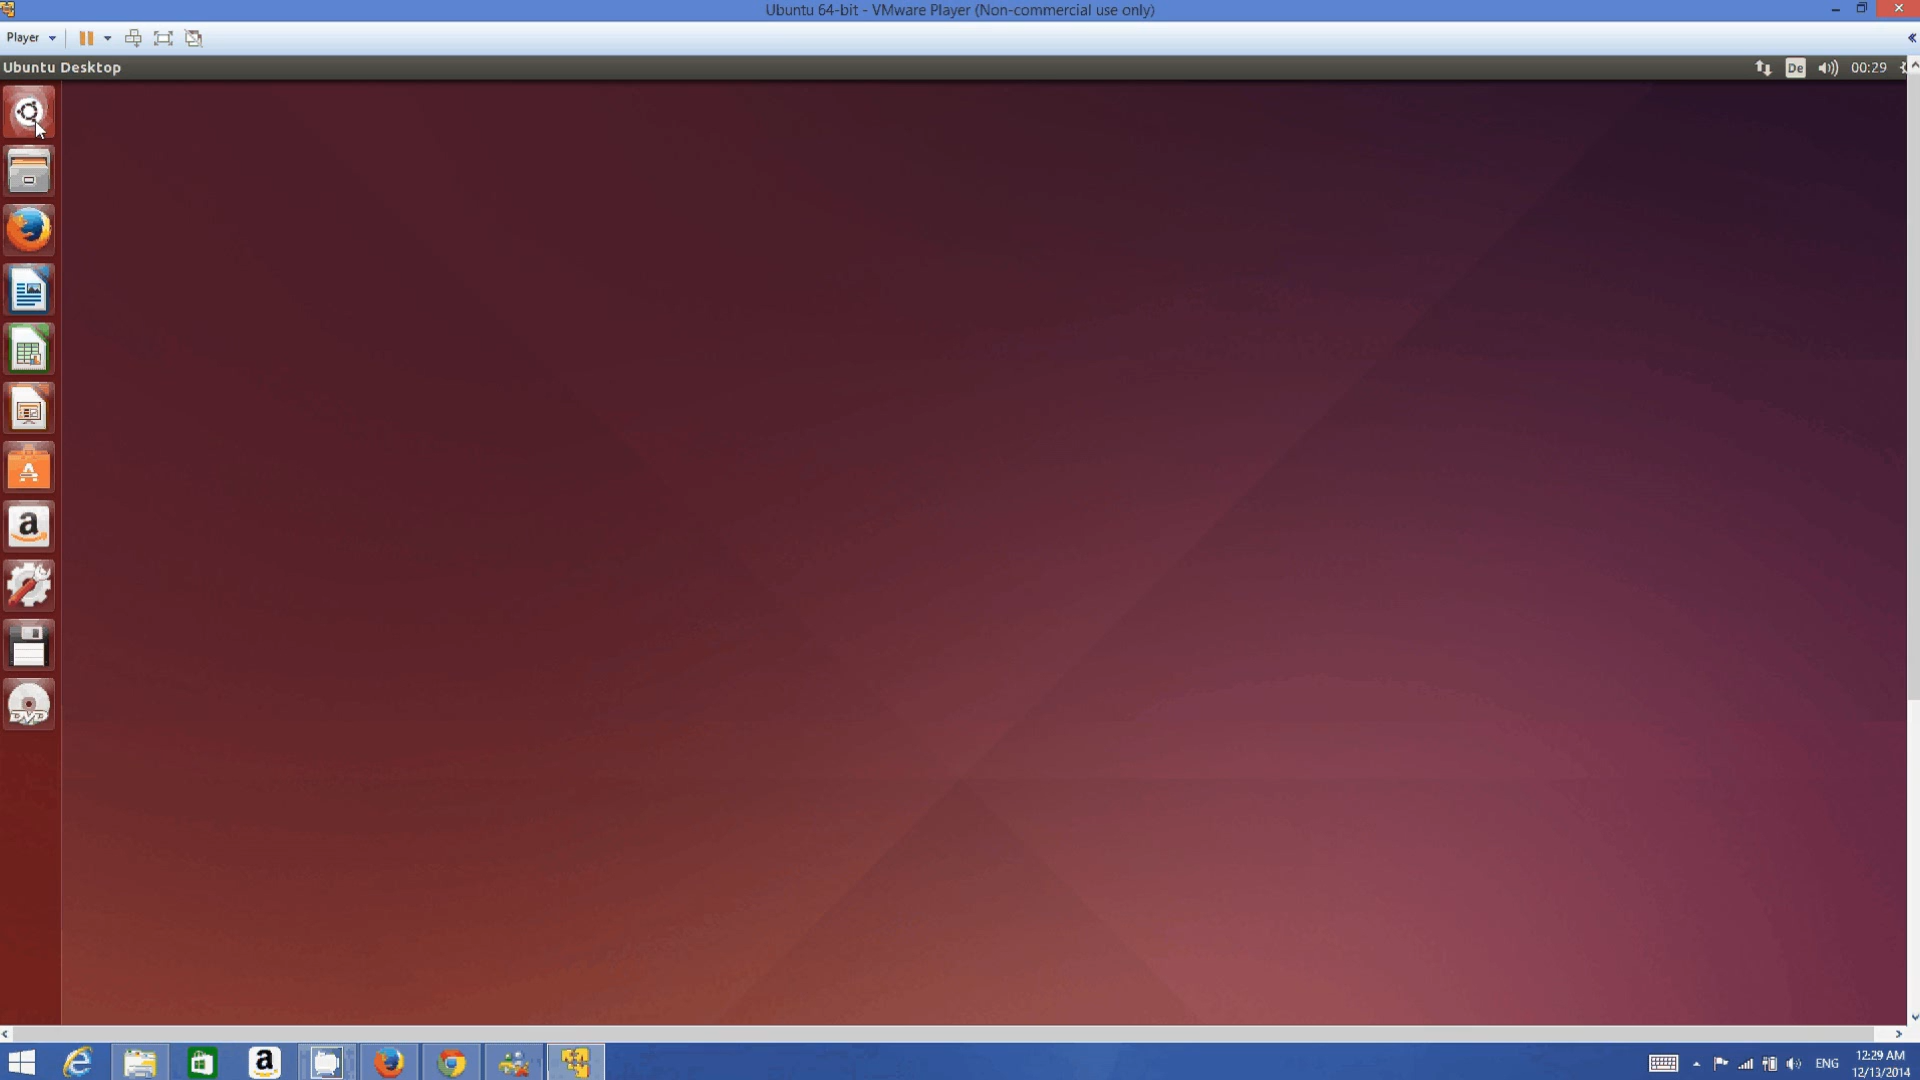 Ubuntu 64-bit - VMware Player (Non-commercial use only)
Player
Ubuntu Desktop
De
00:29
A
a
DVD
a
ENG
12:29 AM
12/13/2014